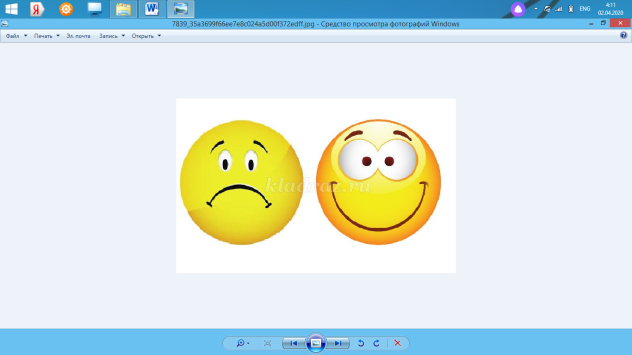 4:11
ENG
02.04.2020
7839_35a3699f66ee7e8c024a5d00f372edff.jpg - Средство просмотра фотографий Windows
Файл Печать Эл. почта Запись Открыть
kladraz.ru